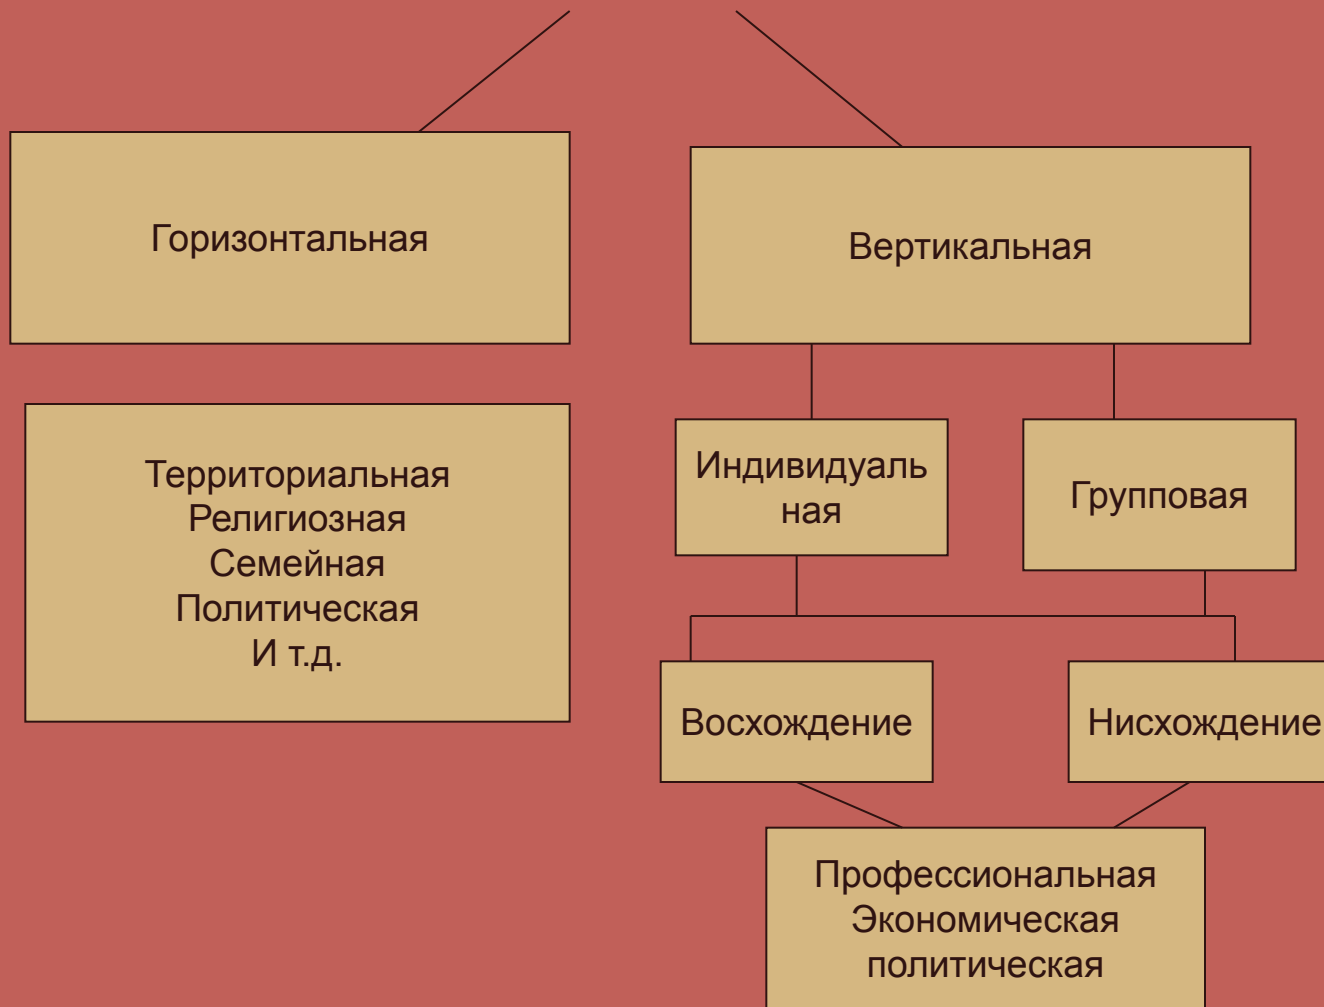 Горизонтальная
Вертикальная
Территориальная
Религиозная
Семейная
Политическая
И т.д.
Индивидуаль
ная
Групповая
Восхождение
Нисхождение
Профессиональная
Экономическая
политическая